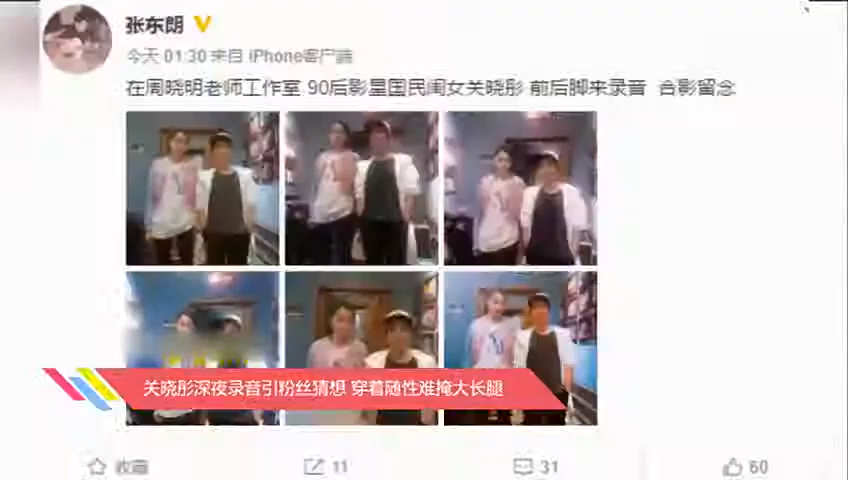 张东朗
今天 01:30 来自 iPhone客户端
在周晓明老师工作室 90后影星国民闺女关晓彤 前后脚来录音 合影留念
关晓彤深夜录音引粉丝猜想 穿着随性难掩大长腿
收藏 11 31 60